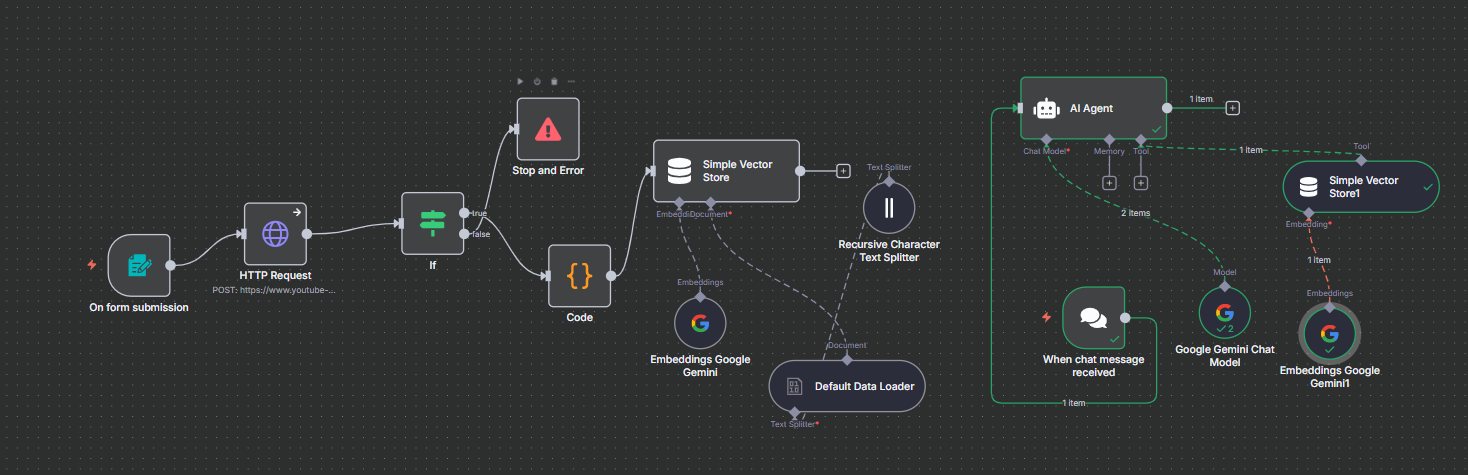 On form submission
HTTP Request
POST: https://www.youtube-...
If
true
false
Stop and Error
Code
Simple Vector
Store
Document*
Embeddings
Embeddings Google
Gemini
Text Splitter
Recursive Character
Text Splitter
Document
Default Data Loader
Text Splitter*
AI Agent
1 item
Chat Model*
Memory
Tool
1 item
Tool
Simple Vector
Store1
Embedding*
2 items
1 item
Model
2
Google Gemini Chat
Model
Embeddings
Embeddings Google
Gemini1
When chat message
received
1 item